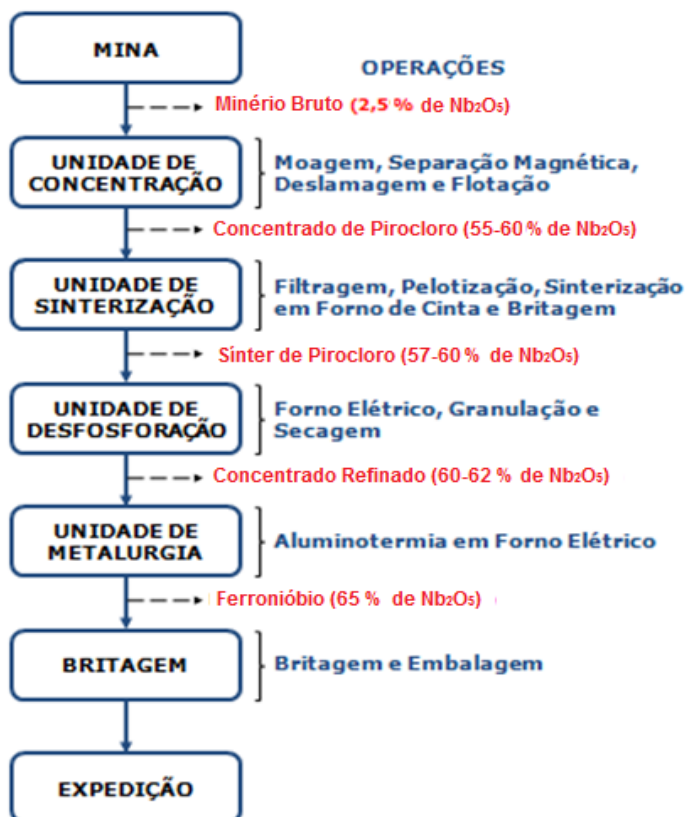 MINA
OPERAÇÕES
Minério Bruto (2,5 % de Nb₂O₅)
UNIDADE DE
CONCENTRAÇÃO
Moagem, Separação Magnética,
Deslamagem e Flotação
Concentrado de Pirocloro (55-60 % de Nb₂O₅)
UNIDADE DE
SINTERIZAÇÃO
Filtragem, Pelotização, Sinterização
em Forno de Cinta e Britagem
Sínter de Pirocloro (57-60 % de Nb₂O₅)
UNIDADE DE
DESFOSFORAÇÃO
Forno Elétrico, Granulação e
Secagem
Concentrado Refinado (60-62 % de Nb₂O₅)
UNIDADE DE
METALURGIA
Aluminotermia em Forno Elétrico
Ferronióbio (65 % de Nb₂O₅)
BRITAGEM
Britagem e Embalagem
EXPEDIÇÃO